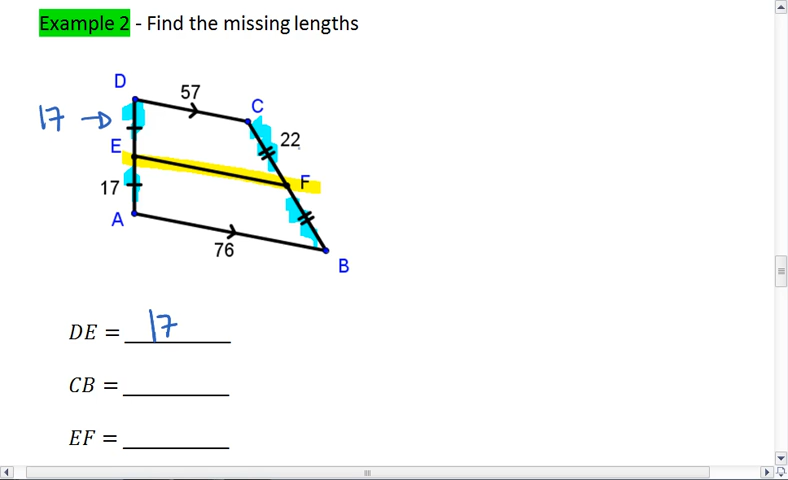 Example 2 - Find the missing lengths
D
57
C
17
22
E
F
17
A
76
B
DE = 17
CB =
EF =